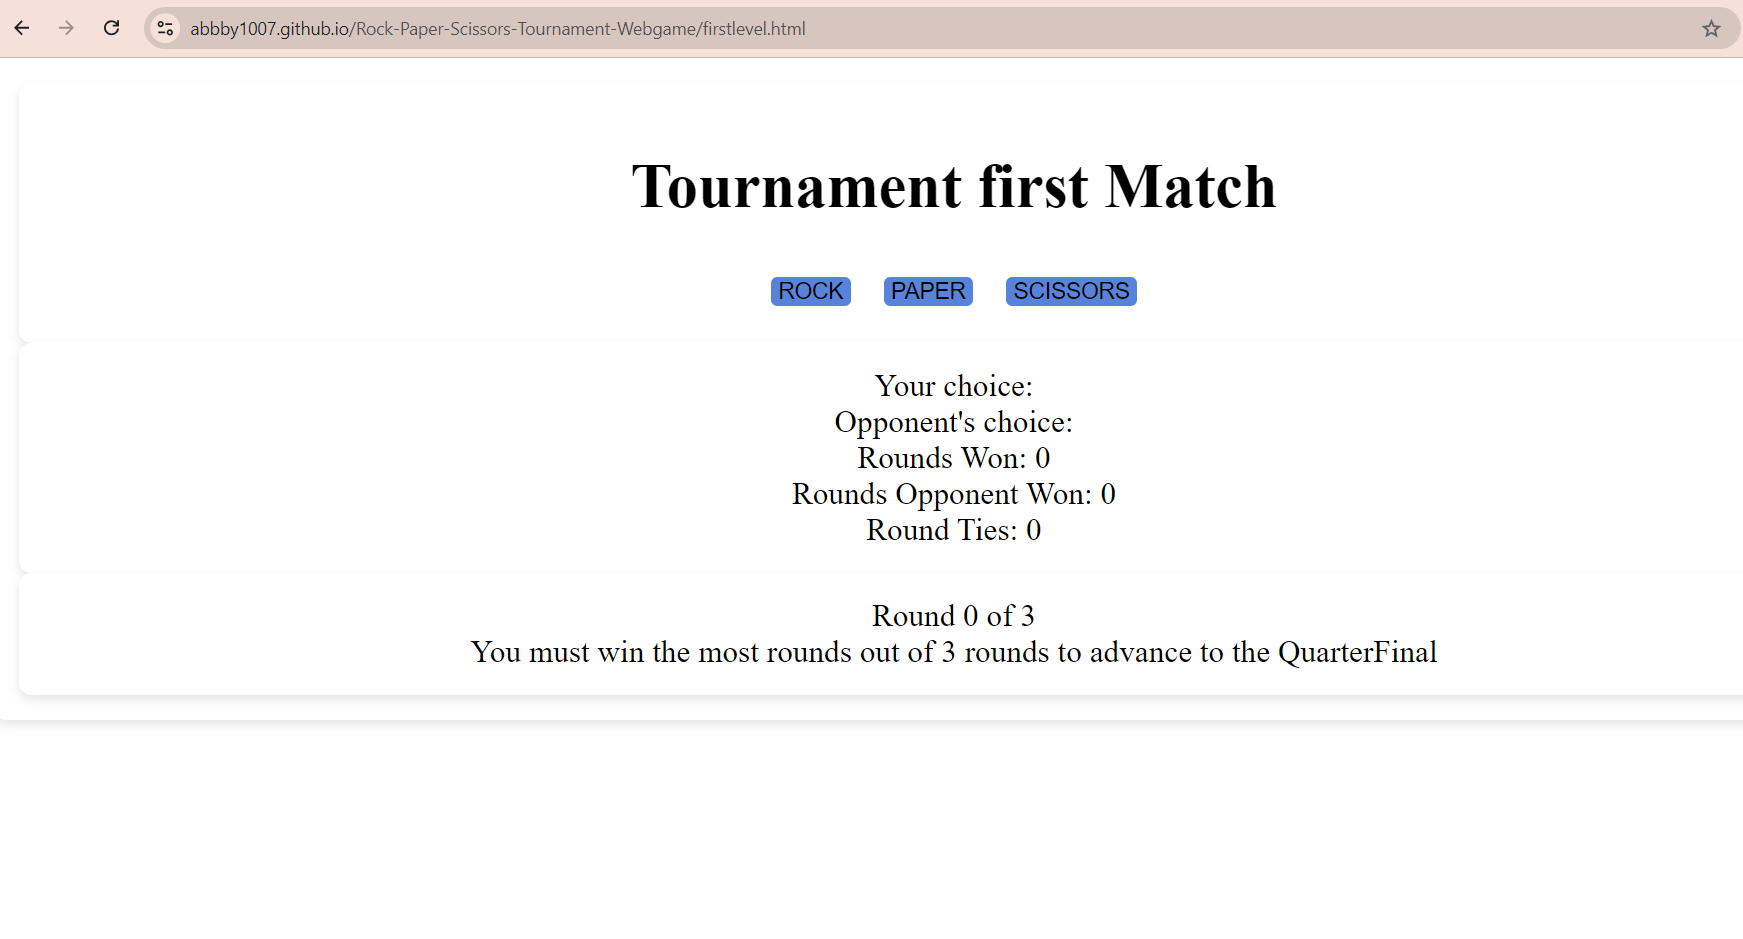 abbby1007.github.io/Rock-Paper-Scissors-Tournament-Webgame/firstlevel.html
Tournament first Match
ROCK PAPER SCISSORS
Your choice:
Opponent's choice:
Rounds Won: 0
Rounds Opponent Won: 0
Round Ties: 0
Round 0 of 3
You must win the most rounds out of 3 rounds to advance to the QuarterFinal